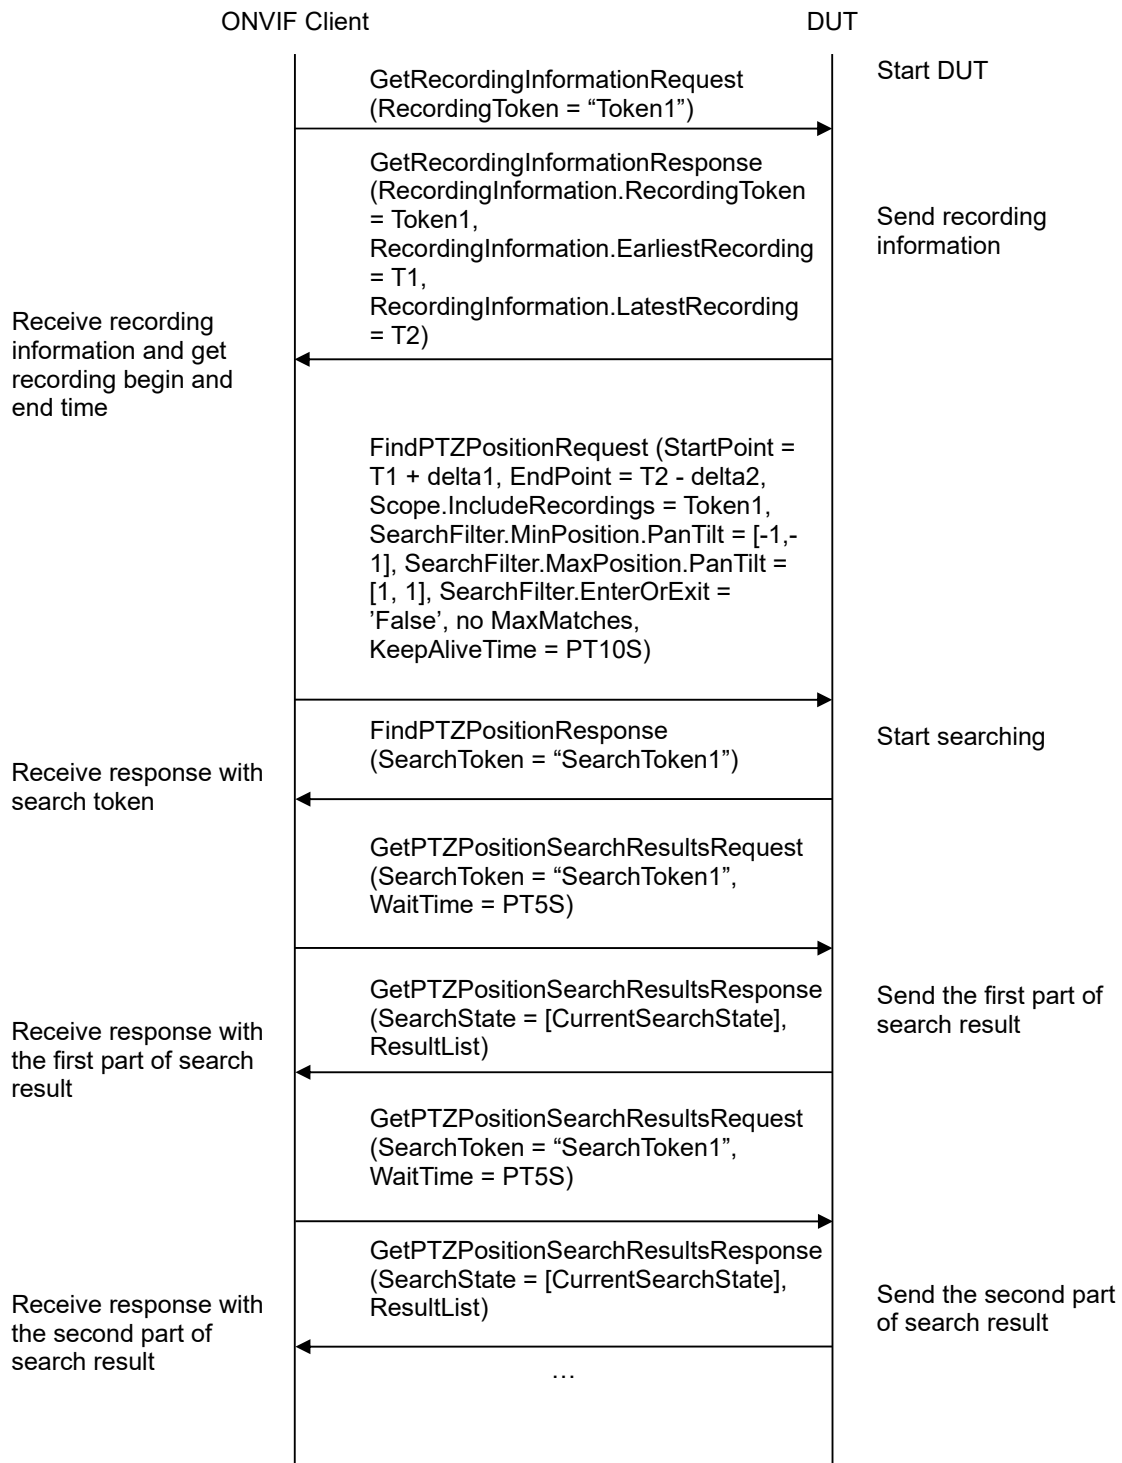 ONVIF Client
DUT
Start DUT
GetRecordingInformationRequest
(RecordingToken = “Token1”)
GetRecordingInformationResponse
(RecordingInformation.RecordingToken
= Token1,
RecordingInformation.EarliestRecording
= T1,
RecordingInformation.LatestRecording
= T2)
Send recording
information
Receive recording
information and get
recording begin and
end time
FindPTZPositionRequest (StartPoint =
T1 + delta1, EndPoint = T2 - delta2,
Scope.IncludeRecordings = Token1,
SearchFilter.MinPosition.PanTilt = [-1,-
1], SearchFilter.MaxPosition.PanTilt =
[1, 1], SearchFilter.EnterOrExit =
’False’, no MaxMatches,
KeepAliveTime = PT10S)
FindPTZPositionResponse
(SearchToken = “SearchToken1”)
Start searching
Receive response with
search token
GetPTZPositionSearchResultsRequest
(SearchToken = “SearchToken1”,
WaitTime = PT5S)
GetPTZPositionSearchResultsResponse
(SearchState = [CurrentSearchState],
ResultList)
Send the first part of
search result
Receive response with
the first part of search
result
GetPTZPositionSearchResultsRequest
(SearchToken = “SearchToken1”,
WaitTime = PT5S)
GetPTZPositionSearchResultsResponse
(SearchState = [CurrentSearchState],
ResultList)
Send the second part
of search result
Receive response with
the second part of
search result
…